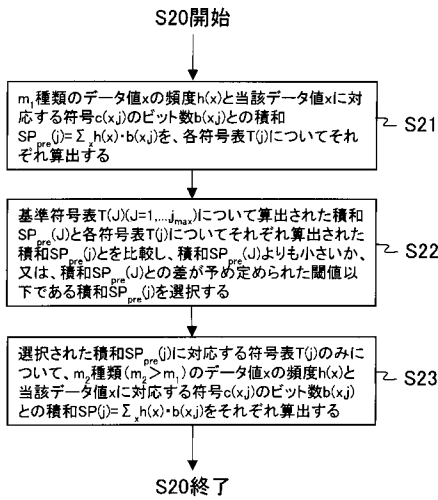 S20開始
m₁種類のデータ値xの頻度h(x)と当該データ値xに対
応する符号c(x,j)のビット数b(x,j)との積和
SP_pre(j)=Σ_x h(x)・b(x,j)を、各符号表T(j)についてそれ
ぞれ算出する
S21
基準符号表T(J)(J=1,...j_max)について算出された積和
SP_pre(J)と各符号表T(j)についてそれぞれ算出された
積和SP_pre(j)とを比較し、積和SP_pre(J)よりも小さいか、
又は、積和SP_pre(J)との差が予め定められた閾値以
下である積和SP_pre(j)を選択する
S22
選択された積和SP_pre(j)に対応する符号表T(j)のみに
ついて、m₂種類(m₂>m₁)のデータ値xの頻度h(x)と
当該データ値xに対応する符号c(x,j)のビット数b(x,j)
との積和SP(j)=Σ_x h(x)・b(x,j)をそれぞれ算出する
S23
S20終了